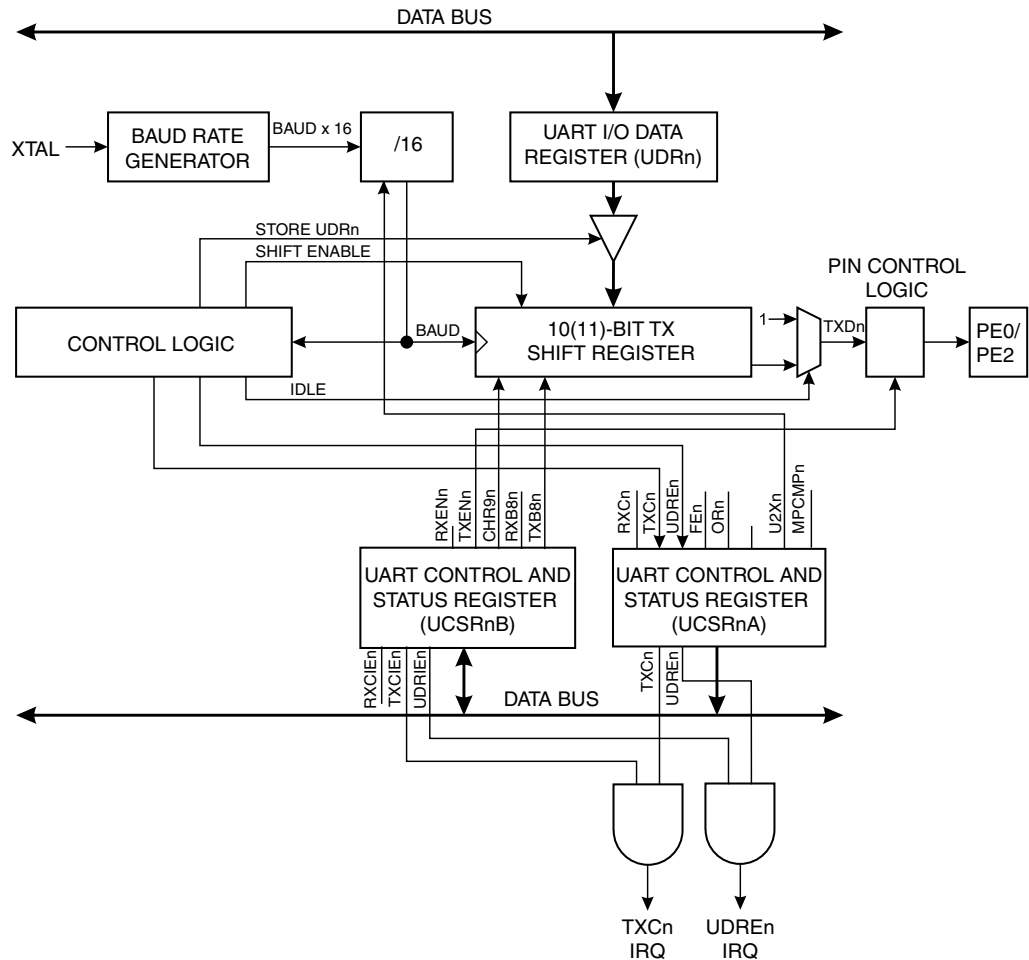 DATA BUS
XTAL
BAUD RATE
GENERATOR
BAUD x 16
/16
UART I/O DATA
REGISTER (UDRn)
STORE UDRn
SHIFT ENABLE
PIN CONTROL
LOGIC
CONTROL LOGIC
BAUD
10(11)-BIT TX
SHIFT REGISTER
1
TXDn
PE0/
PE2
IDLE
RXENn
TXENn
CHR9n
RXB8n
TXB8n
RXCn
TXCn
UDREn
FEn
ORn
U2Xn
MPCMPn
UART CONTROL AND
STATUS REGISTER
(UCSRnB)
UART CONTROL AND
STATUS REGISTER
(UCSRnA)
RXCIEn
TXCIEn
UDRIEn
TXCn
UDREn
DATA BUS
TXCn
IRQ
UDREn
IRQ